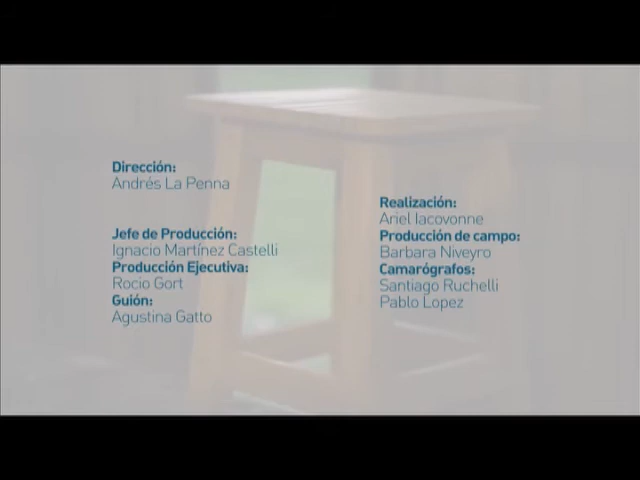 Dirección:
Andrés La Penna
Jefe de Producción:
Ignacio Martínez Castelli
Producción Ejecutiva:
Rocio Gort
Guión:
Agustina Gatto
Realización:
Ariel Iacovonne
Producción de campo:
Barbara Niveyro
Camarógrafos:
Santiago Ruchelli
Pablo Lopez